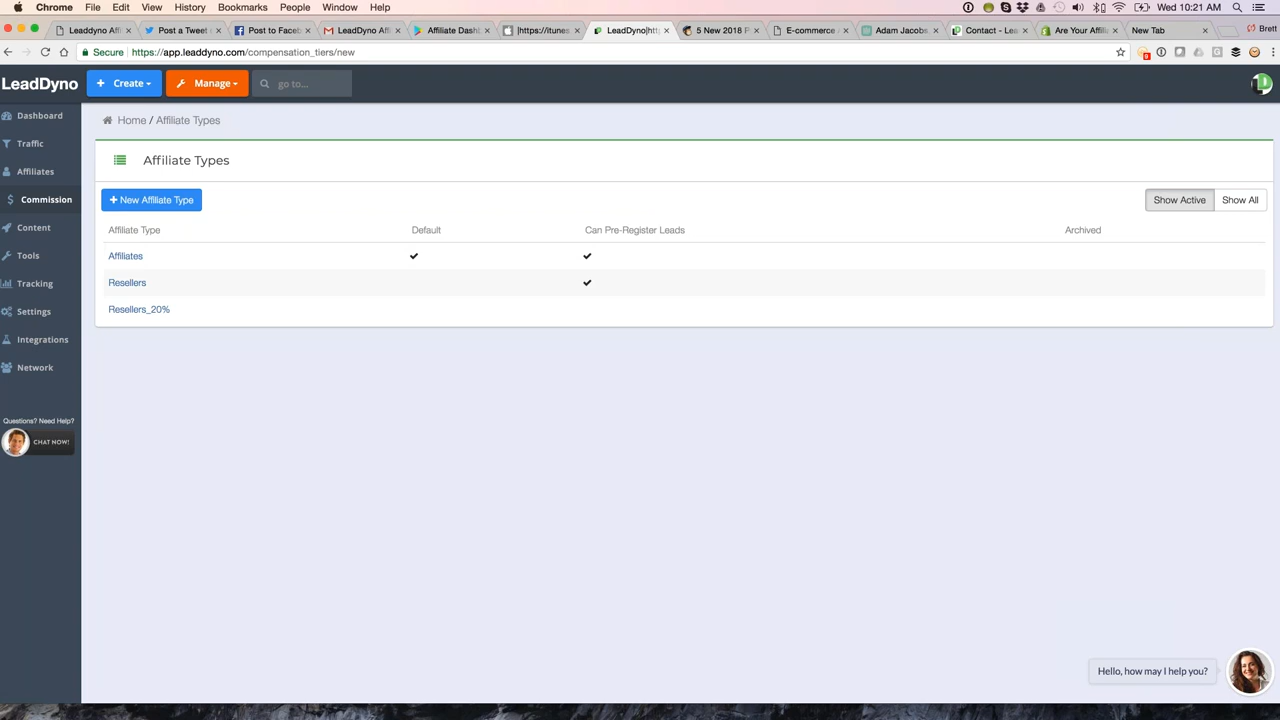 Chrome File Edit View History Bookmarks People Window Help Wed 10:21 AM
Leaddyno Affi Post a Tweet Post to Faceb LeadDyno Affi Affiliate Dash https://itunes. LeadDyno|htt 5 New 2018 P E-commerce Adam Jacobs Contact - Lea Are Your Affili New Tab Brett
Secure https://app.leaddyno.com/compensation_tiers/new
LeadDyno + Create Manage go to...
Dashboard
Home / Affiliate Types
Traffic
Affiliate Types
Affiliates
Commission
+ New Affiliate Type Show Active Show All
Content
Affiliate Type Default Can Pre-Register Leads Archived
Tools
Affiliates
Tracking
Resellers
Settings
Resellers_20%
Integrations
Network
Questions? Need Help?
CHAT NOW!
Hello, how may I help you?